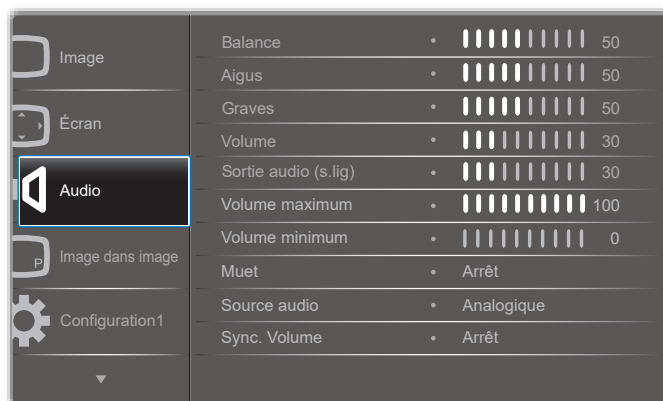 Image
Écran
Audio
P
Image dans image
Configuration1
Balance • 50
Aigus • 50
Graves • 50
Volume • 30
Sortie audio (s.lig) • 30
Volume maximum • 100
Volume minimum • 0
Muet • Arrêt
Source audio • Analogique
Sync. Volume • Arrêt